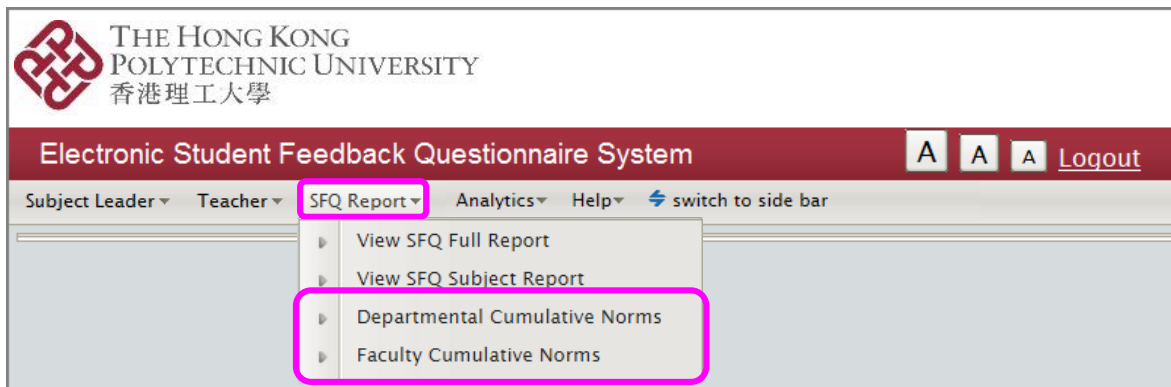 THE HONG KONG
POLYTECHNIC UNIVERSITY
香港理工大學
Electronic Student Feedback Questionnaire System A A A Logout
Subject Leader Teacher SFQ Report Analytics Help switch to side bar
View SFQ Full Report
View SFQ Subject Report
Departmental Cumulative Norms
Faculty Cumulative Norms